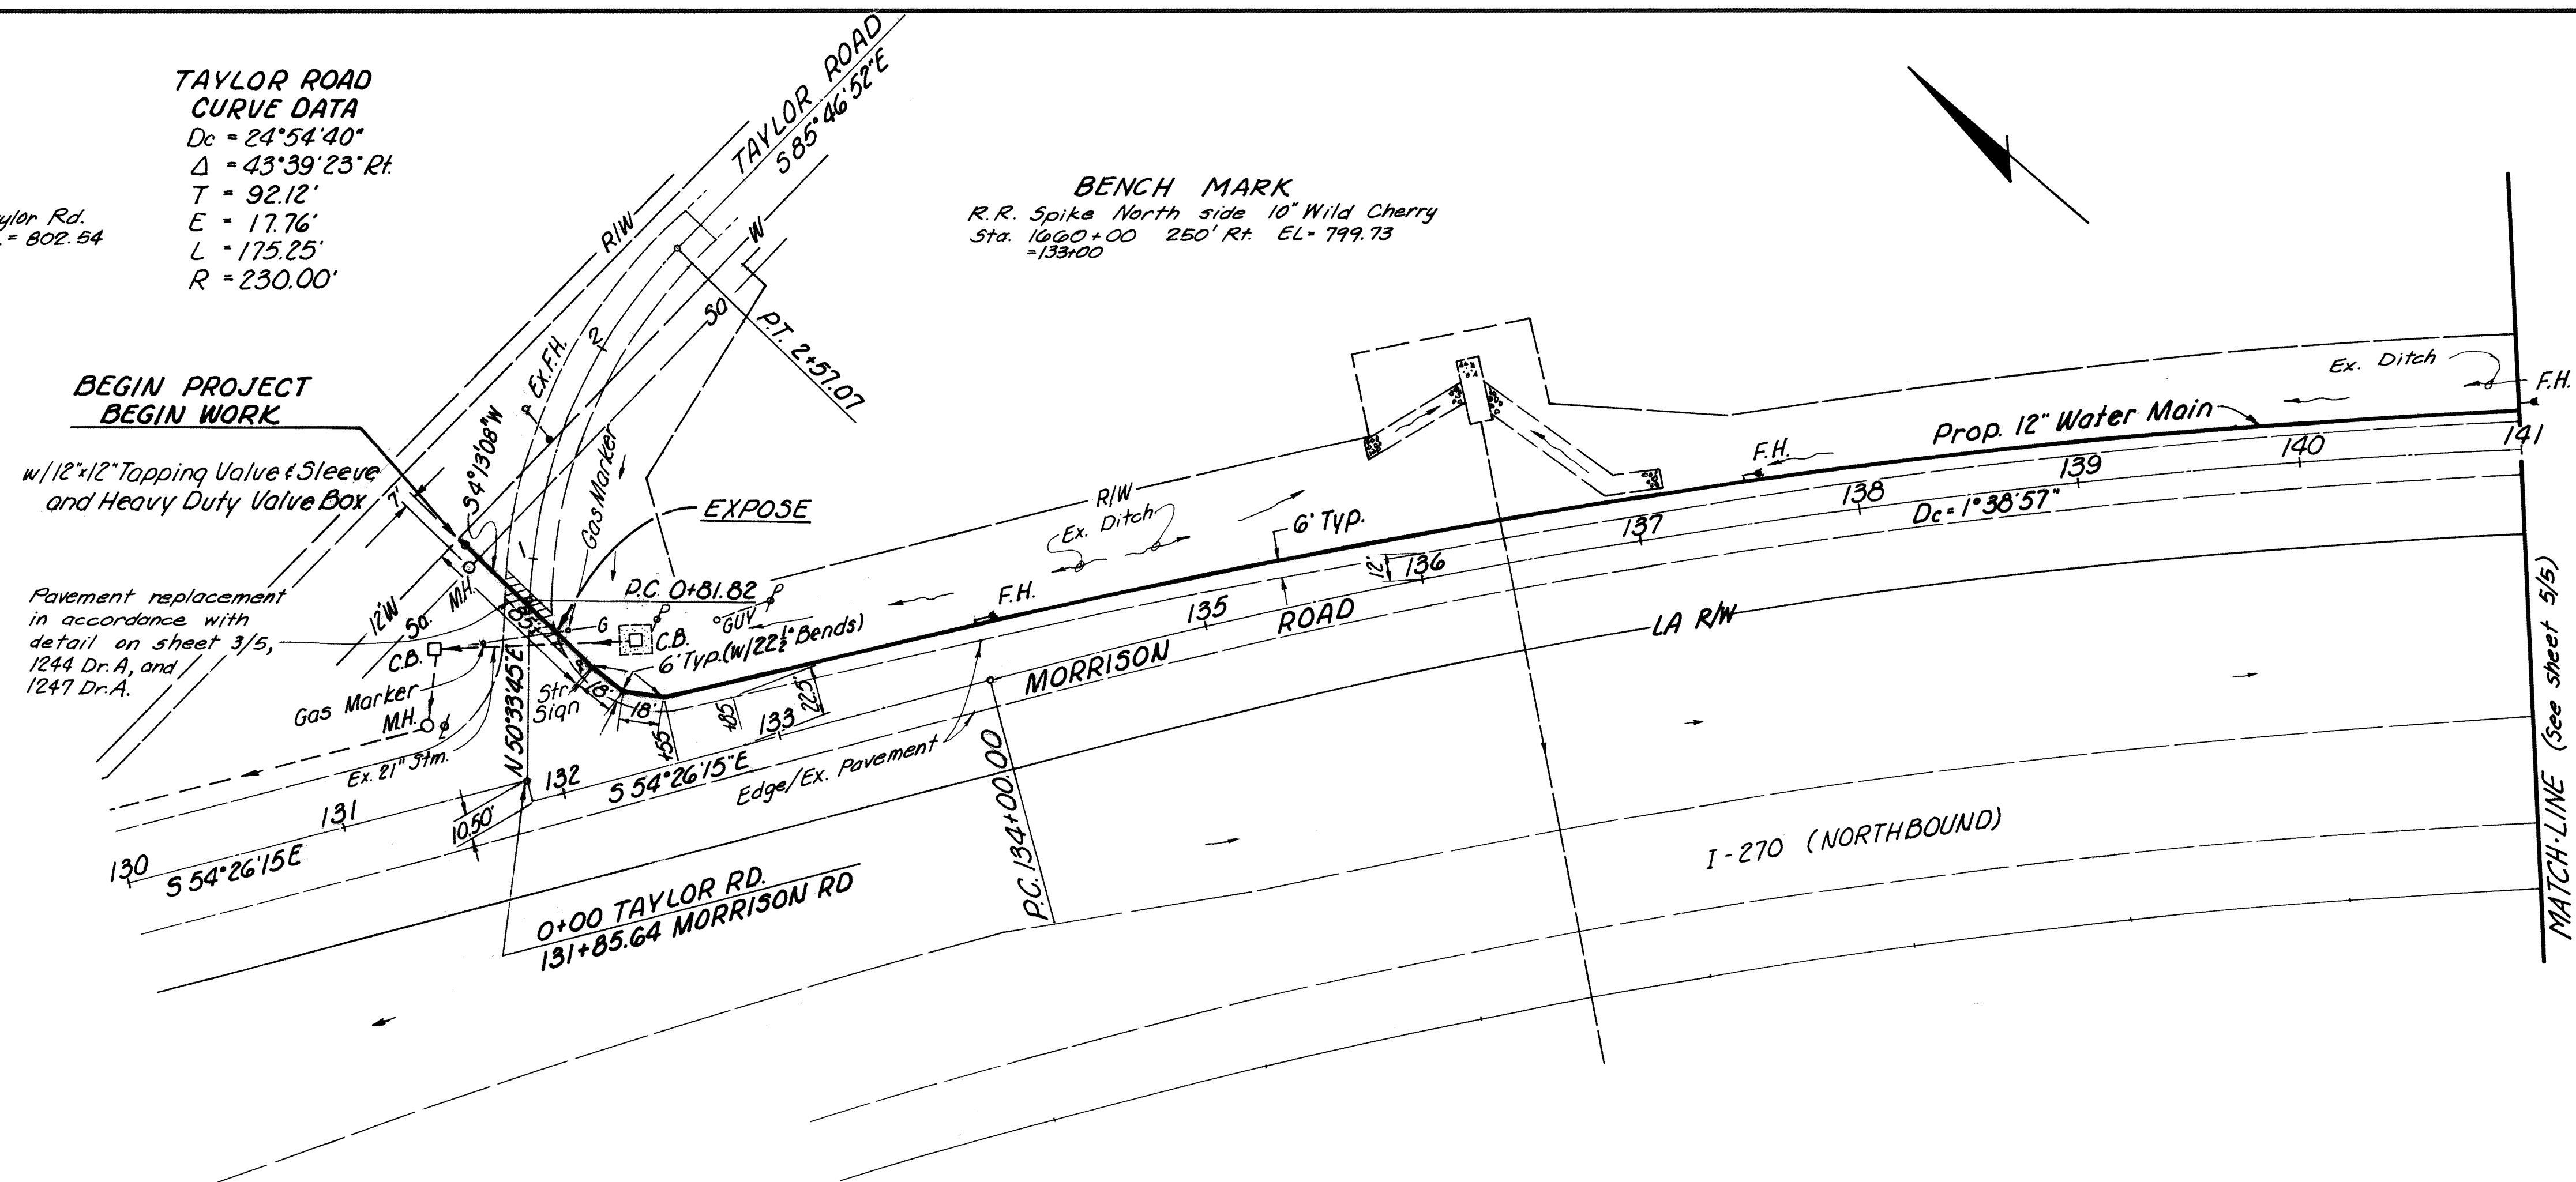 TAYLOR ROAD
CURVE DATA
Dc = 24°54'40"
Δ = 43°39'23" Rt.
T = 92.12'
E = 17.76'
L = 175.25'
R = 230.00'
Rd.
= 802.54
TAYLOR ROAD
TAYLOR ROAD
S85°46'52"E
R/W
W
Sa
P.T. 2+57.07
BENCH MARK
R.R. Spike North side 10" Wild Cherry
Sta. 1660+00 250' Rt. EL= 799.73
=133+00
BEGIN PROJECT
BEGIN WORK
w/12"x12" Tapping Valve & Sleeve
and Heavy Duty Valve Box
7'
S4°13'08"W
Ex. F.H.
2
1
Gas Marker
EXPOSE
Pavement replacement
in accordance with
detail on sheet 3/5,
1244 Dr. A, and
1247 Dr. A.
12"W
Sa.
M.H.
85'
P.C. 0+81.82
P
P
GUY
G
C.B.
C.B.
6' Typ. (w/22½° Bends)
Gas Marker
M.H.
Ex. 21" Stm.
N 50°33'45"E
Str.
Sign
18'
18'
+55
+85
22.5'
130
131
132
133
S 54°26'15E
S 54°26'15"E
10.50'
Edge/Ex. Pavement
0+00 TAYLOR RD.
131+85.64 MORRISON RD
P.C. 134+00.00
F.H.
R/W
Ex. Ditch
6' Typ.
12'
135
136
137
138
139
140
141
MORRISON ROAD
LA R/W
F.H.
Prop. 12" Water Main
Dc = 1°38'57"
Ex. Ditch
F.H.
I-270 (NORTHBOUND)
MATCH-LINE (See sheet 5/5)